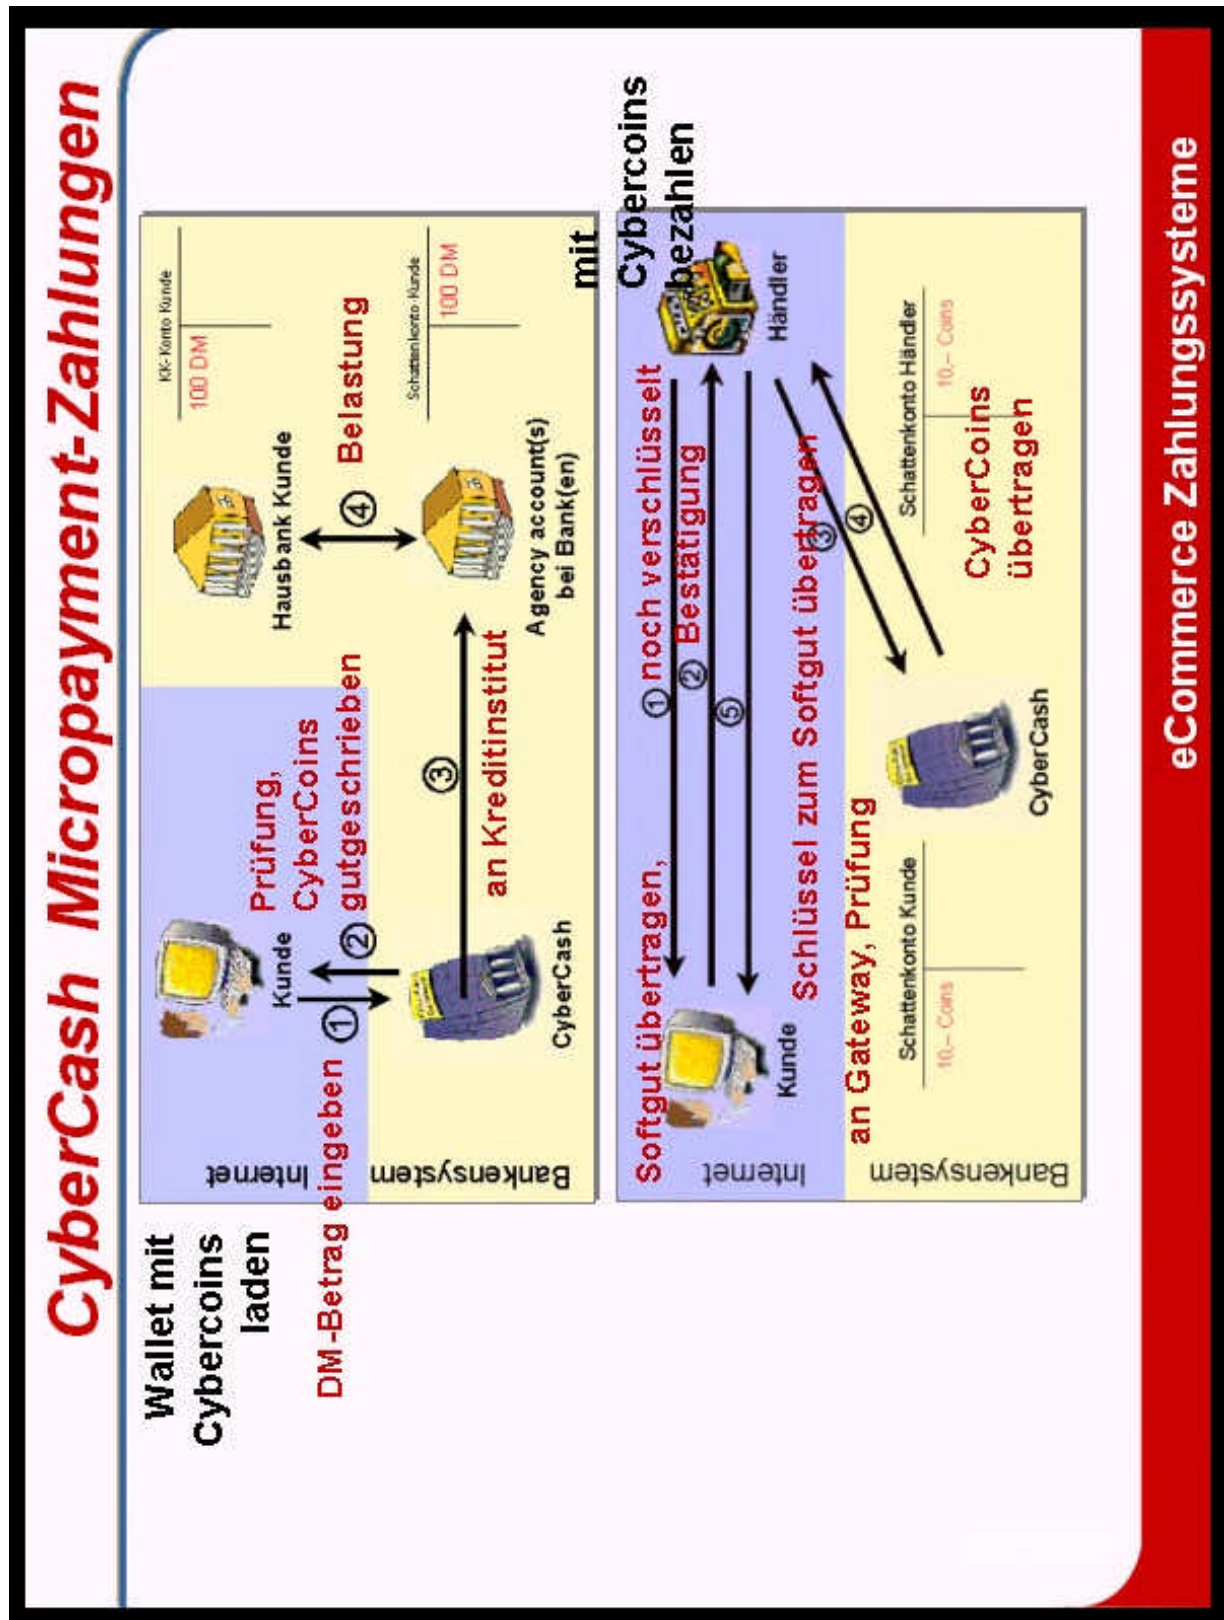 CyberCash Micropayment-Zahlungen
Wallet mit
Cybercoins
laden
DM-Betrag eingeben
Internet
Bankensystem
Kunde
1
2
Prüfung,
CyberCoins
gutgeschrieben
CyberCash
3
an Kreditinstitut
Hausbank Kunde
4
Belastung
Agency account(s)
bei Bank(en)
KK-Konto Kunde
100 DM
Schattenkonto Kunde
100 DM
mit
Cybercoins
bezahlen
Internet
Bankensystem
Softgut übertragen,
1 noch verschlüsselt
2 Bestätigung
5
Schlüssel zum Softgut übertragen
Kunde
Händler
an Gateway, Prüfung
3
4
Schattenkonto Kunde
10,- Coins
CyberCash
Schattenkonto Händler
10,- Coins
CyberCoins
übertragen
eCommerce Zahlungssysteme